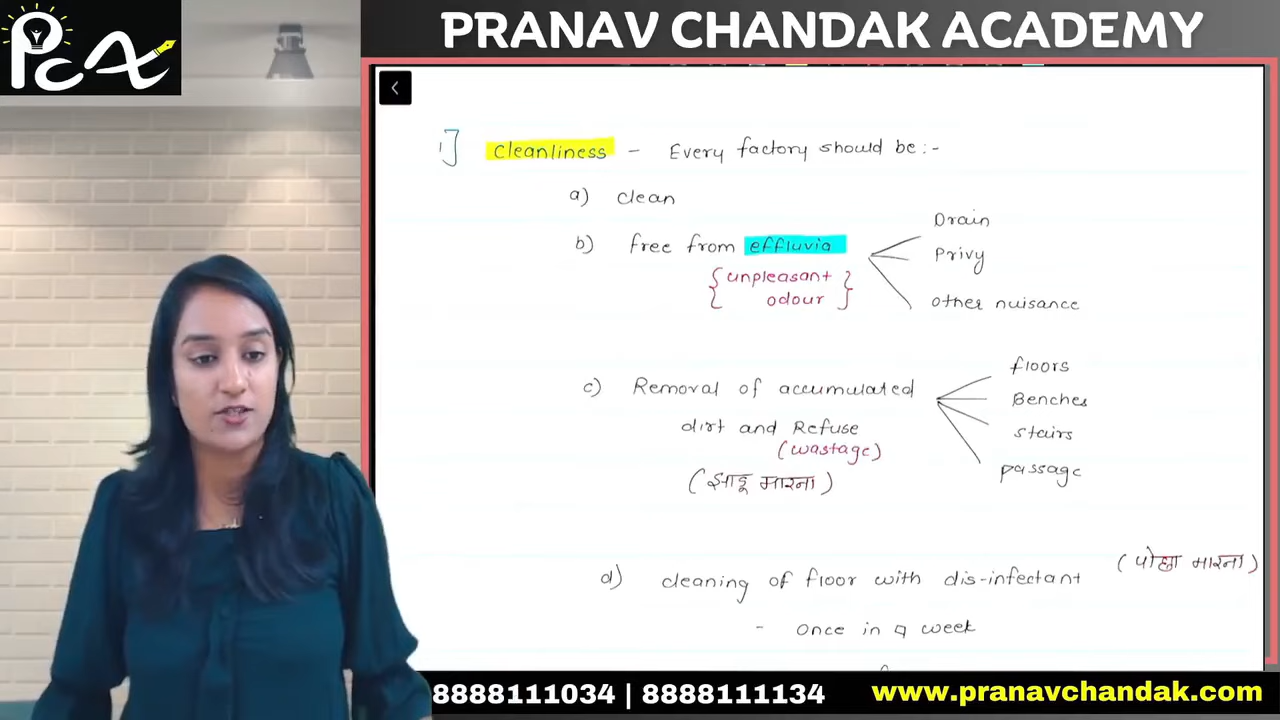 PCA
PRANAV CHANDAK ACADEMY
1] Cleanliness - Every factory should be:-
a) clean
b) free from effluvia
{unpleasant odour}
Drain
Privy
other nuisance
c) Removal of accumulated
dirt and Refuse
(wastage)
(झाडू मारना)
floors
Benches
stairs
passage
d) cleaning of floor with dis-infectant
(पोछा मारना)
- once in a week
8888111034 | 8888111134
www.pranavchandak.com